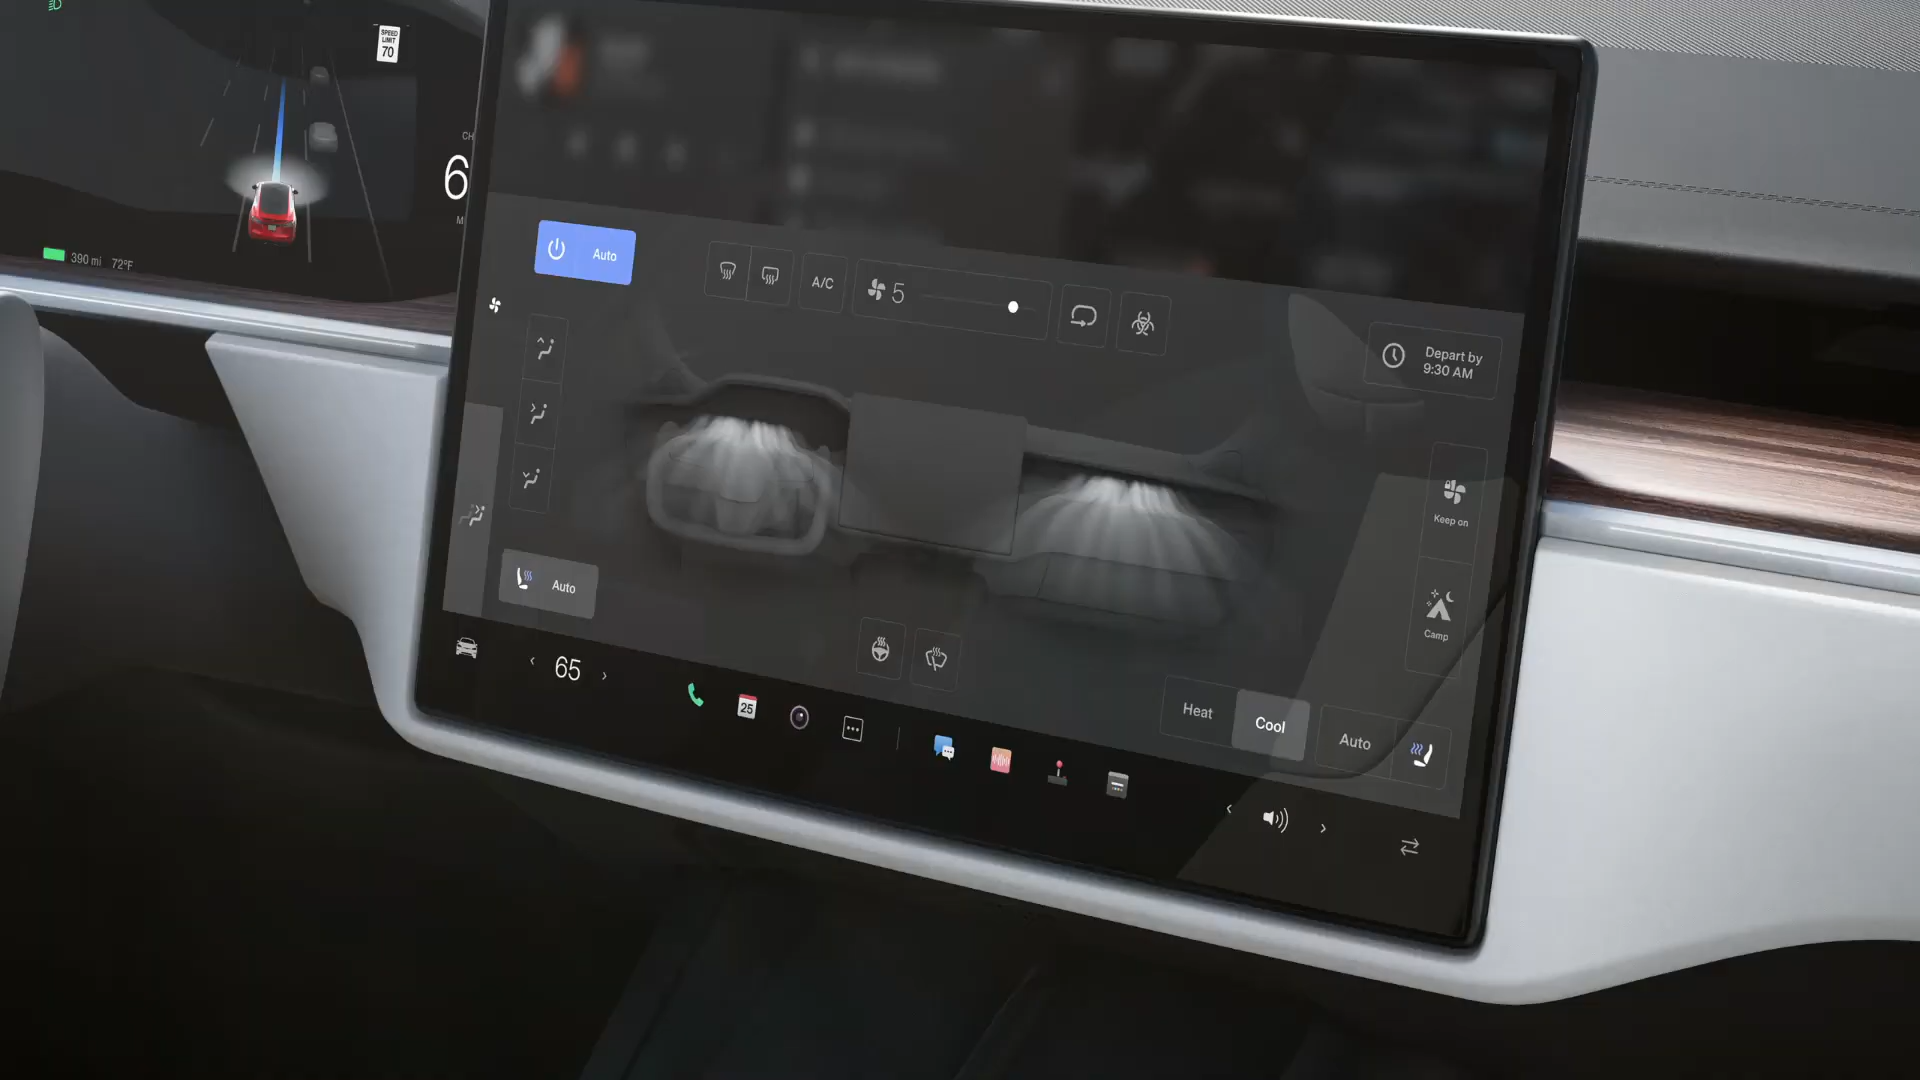 SPEED
LIMIT
70
6
390 mi 72°F
Auto
A/C
5
Depart by
9:30 AM
Keep on
Camp
Auto
65
25
Heat
Cool
Auto